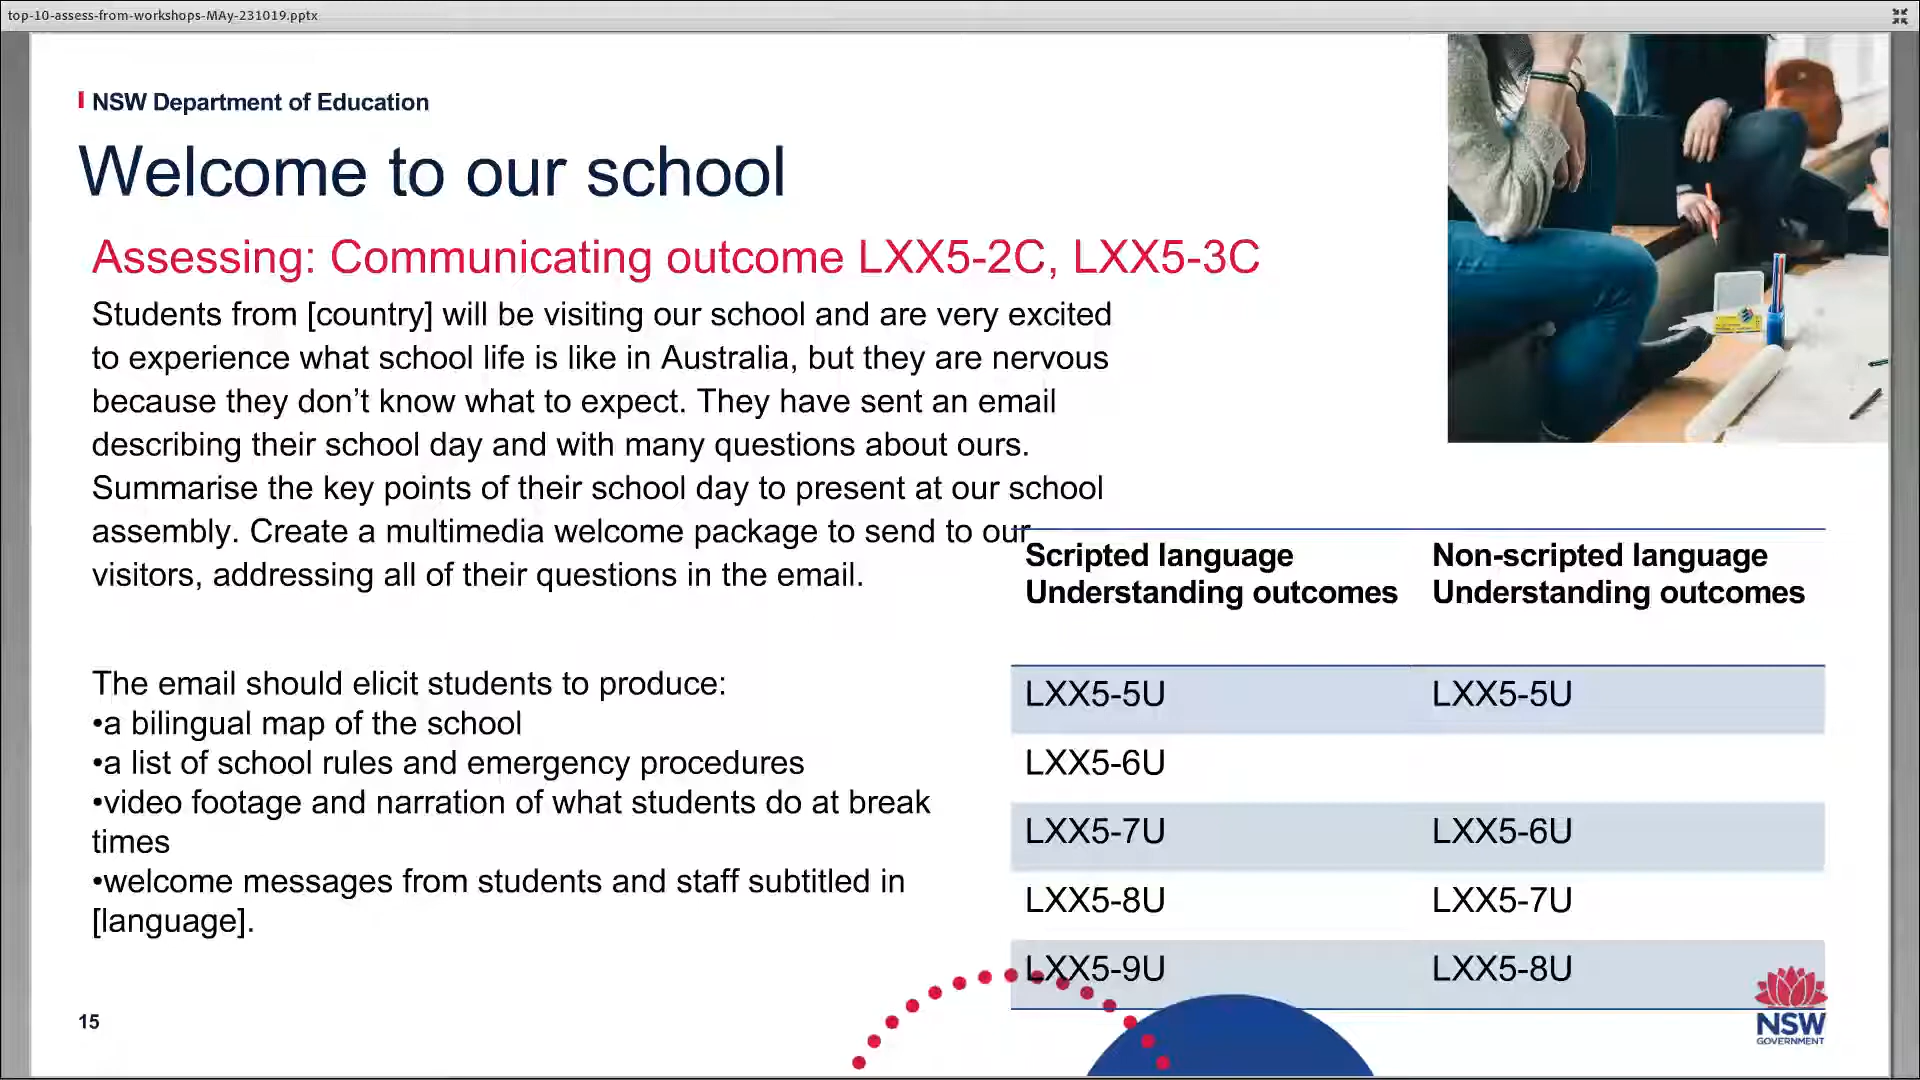 top-10-assess-from-workshops-MAy-231019.pptx
NSW Department of Education
Welcome to our school
Assessing: Communicating outcome LXX5-2C, LXX5-3C
Students from [country] will be visiting our school and are very excited
to experience what school life is like in Australia, but they are nervous
because they don’t know what to expect. They have sent an email
describing their school day and with many questions about ours.
Summarise the key points of their school day to present at our school
assembly. Create a multimedia welcome package to send to our
visitors, addressing all of their questions in the email.
The email should elicit students to produce:
•a bilingual map of the school
•a list of school rules and emergency procedures
•video footage and narration of what students do at break
times
•welcome messages from students and staff subtitled in
[language].
Scripted language Non-scripted language
Understanding outcomes Understanding outcomes
LXX5-5U LXX5-5U
LXX5-6U
LXX5-7U LXX5-6U
LXX5-8U LXX5-7U
LXX5-9U LXX5-8U
15
NSW
GOVERNMENT